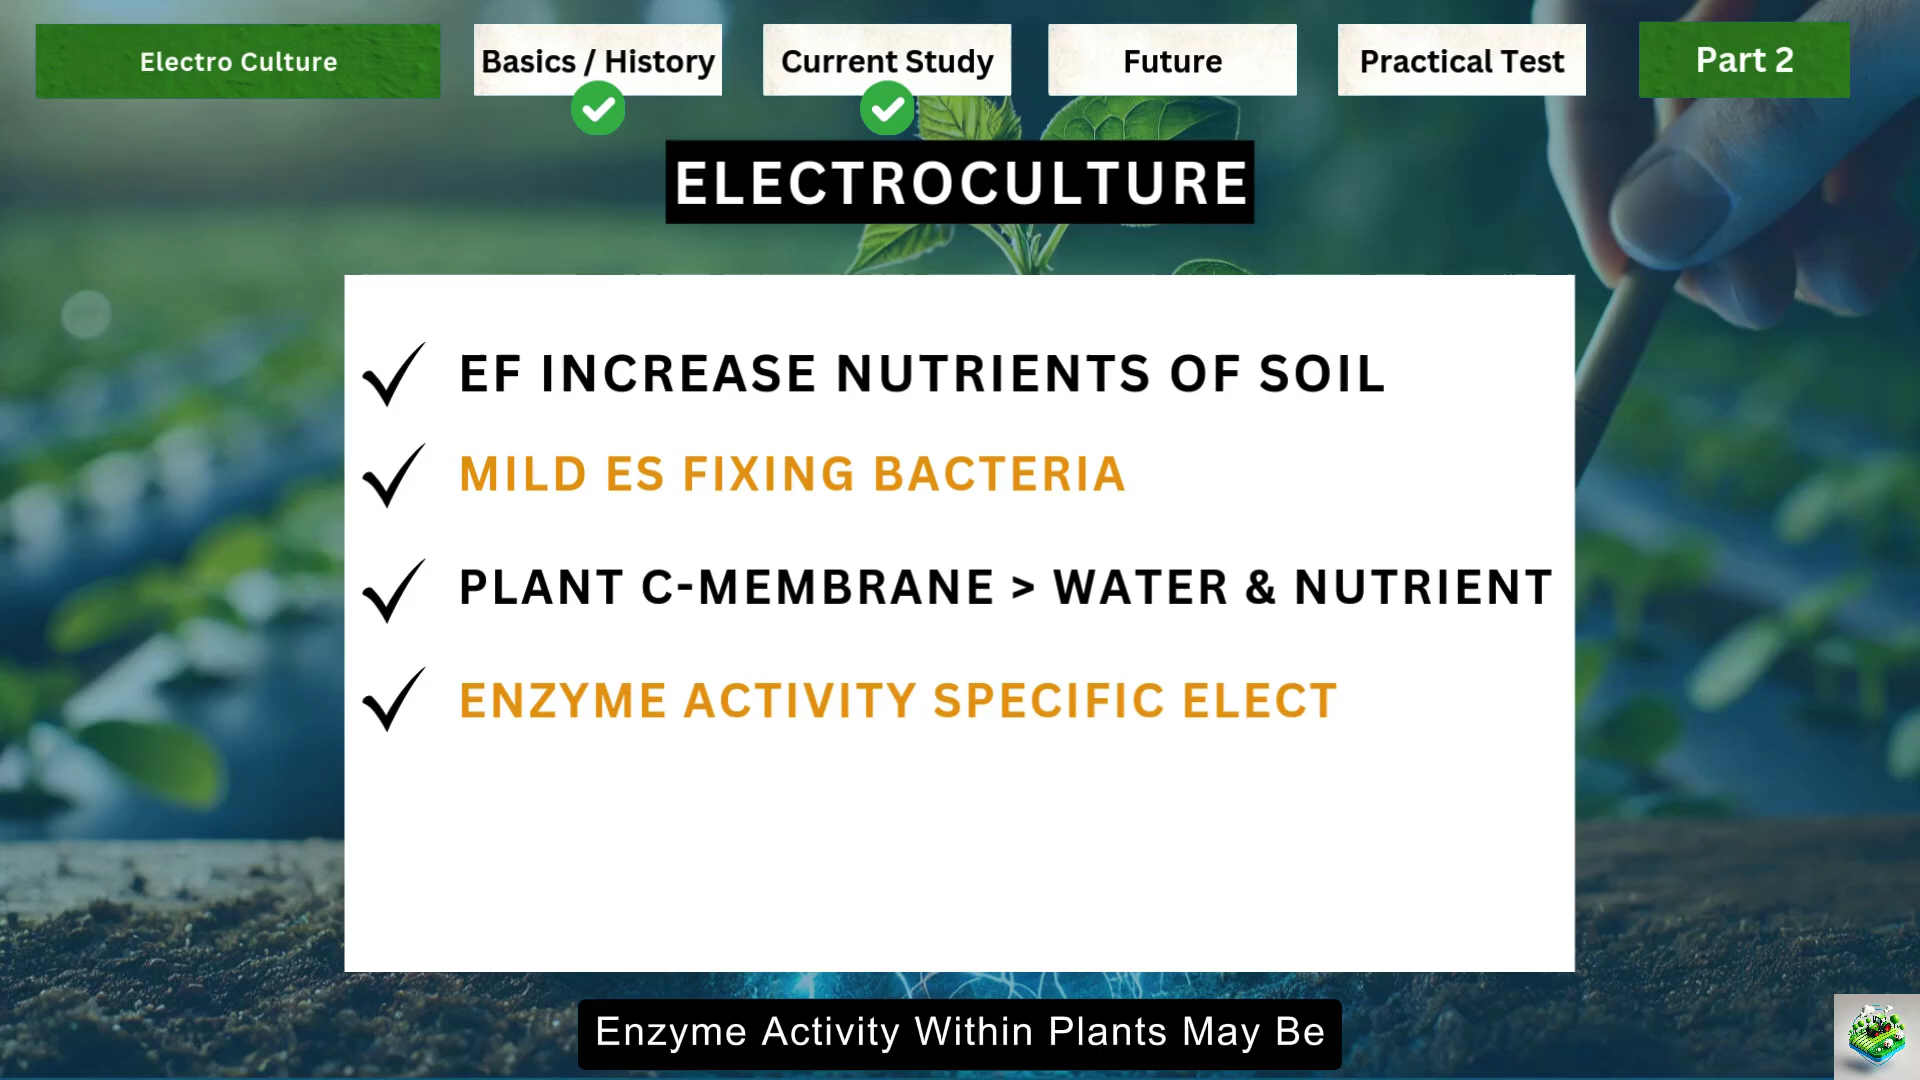 Electro Culture
Basics / History
Current Study
Future
Practical Test
Part 2
ELECTROCULTURE
EF INCREASE NUTRIENTS OF SOIL
MILD ES FIXING BACTERIA
PLANT C-MEMBRANE > WATER & NUTRIENT
ENZYME ACTIVITY SPECIFIC ELECT
Enzyme Activity Within Plants May Be